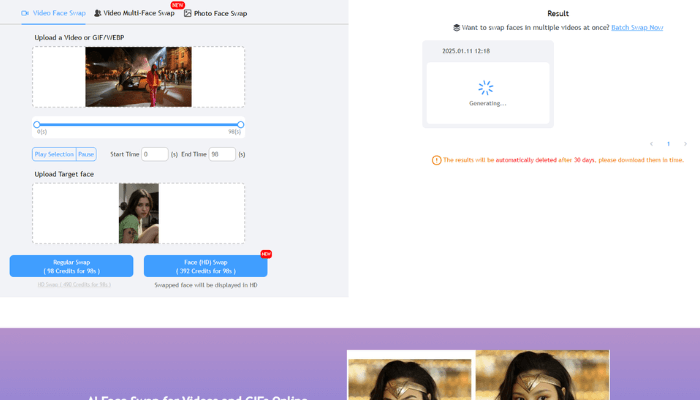 Video Face Swap
Video Multi-Face Swap
NEW
Photo Face Swap
Upload a Video or GIF/WEBP
0(s)
98(s)
Play Selection
Pause
Start Time 0 (s) End Time 98 (s)
Upload Target face
Regular Swap
( 98 Credits for 98s )
Face (HD) Swap
( 392 Credits for 98s )
NEW
Swapped face will be displayed in HD
Result
Want to swap faces in multiple videos at once? Batch Swap Now
2025.01.11 12:18
Generating...
1
The results will be automatically deleted after 30 days, please download them in time.
AI Face Swap for Videos and GIFs Online